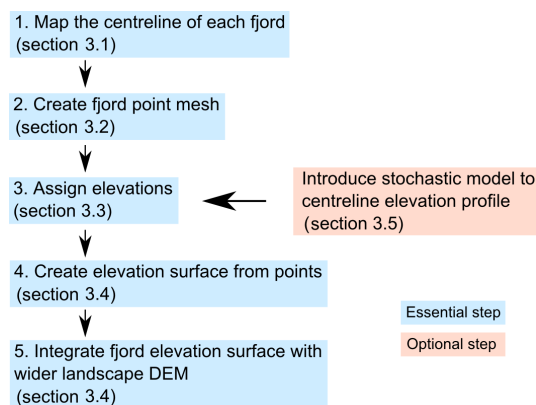 1. Map the centreline of each fjord
(section 3.1)
2. Create fjord point mesh
(section 3.2)
3. Assign elevations
(section 3.3)
Introduce stochastic model to
centreline elevation profile
(section 3.5)
4. Create elevation surface from points
(section 3.4)
5. Integrate fjord elevation surface with
wider landscape DEM
(section 3.4)
Essential step
Optional step